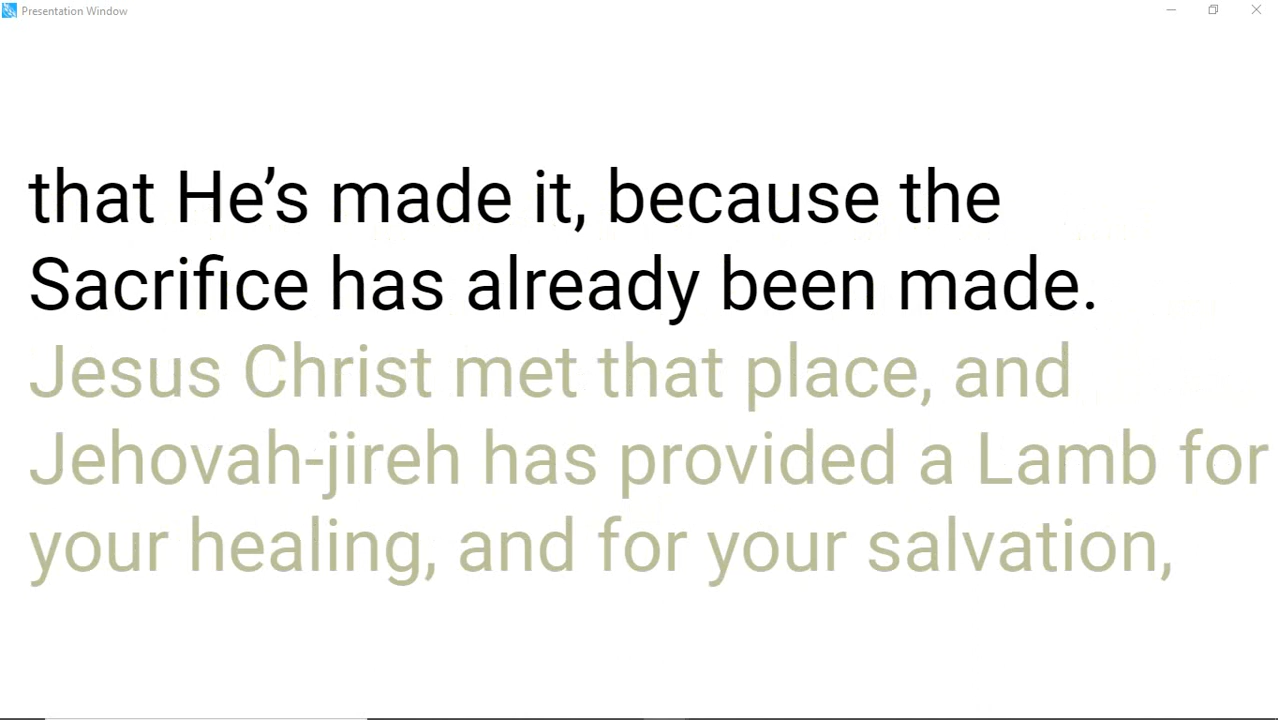 Presentation Window
that He’s made it, because the
Sacrifice has already been made.
Jesus Christ met that place, and
Jehovah-jireh has provided a Lamb for
your healing, and for your salvation,